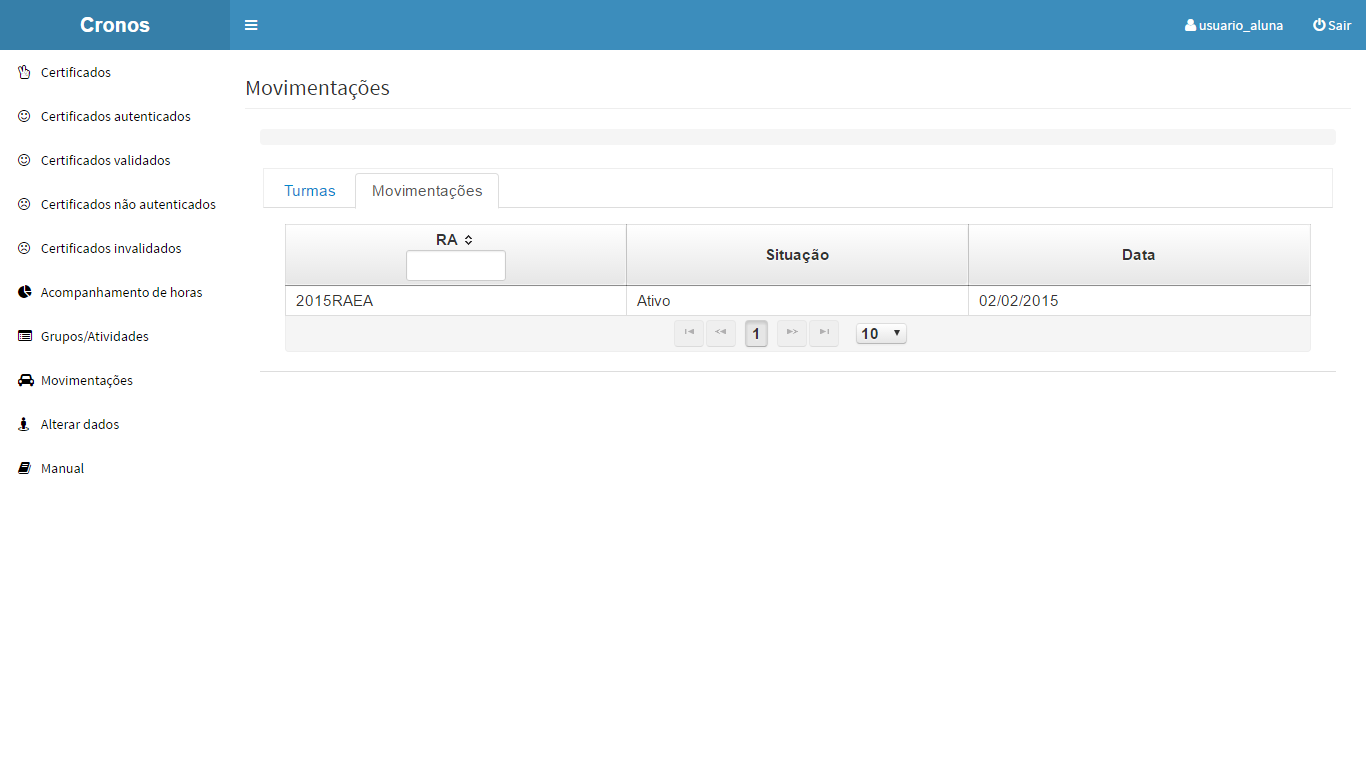 Cronos
usuario_aluna
Sair
Certificados
Certificados autenticados
Certificados validados
Certificados não autenticados
Certificados invalidados
Acompanhamento de horas
Grupos/Atividades
Movimentações
Alterar dados
Manual
Movimentações
Turmas
Movimentações
RA
Situação
Data
2015RAEA
Ativo
02/02/2015
1
10